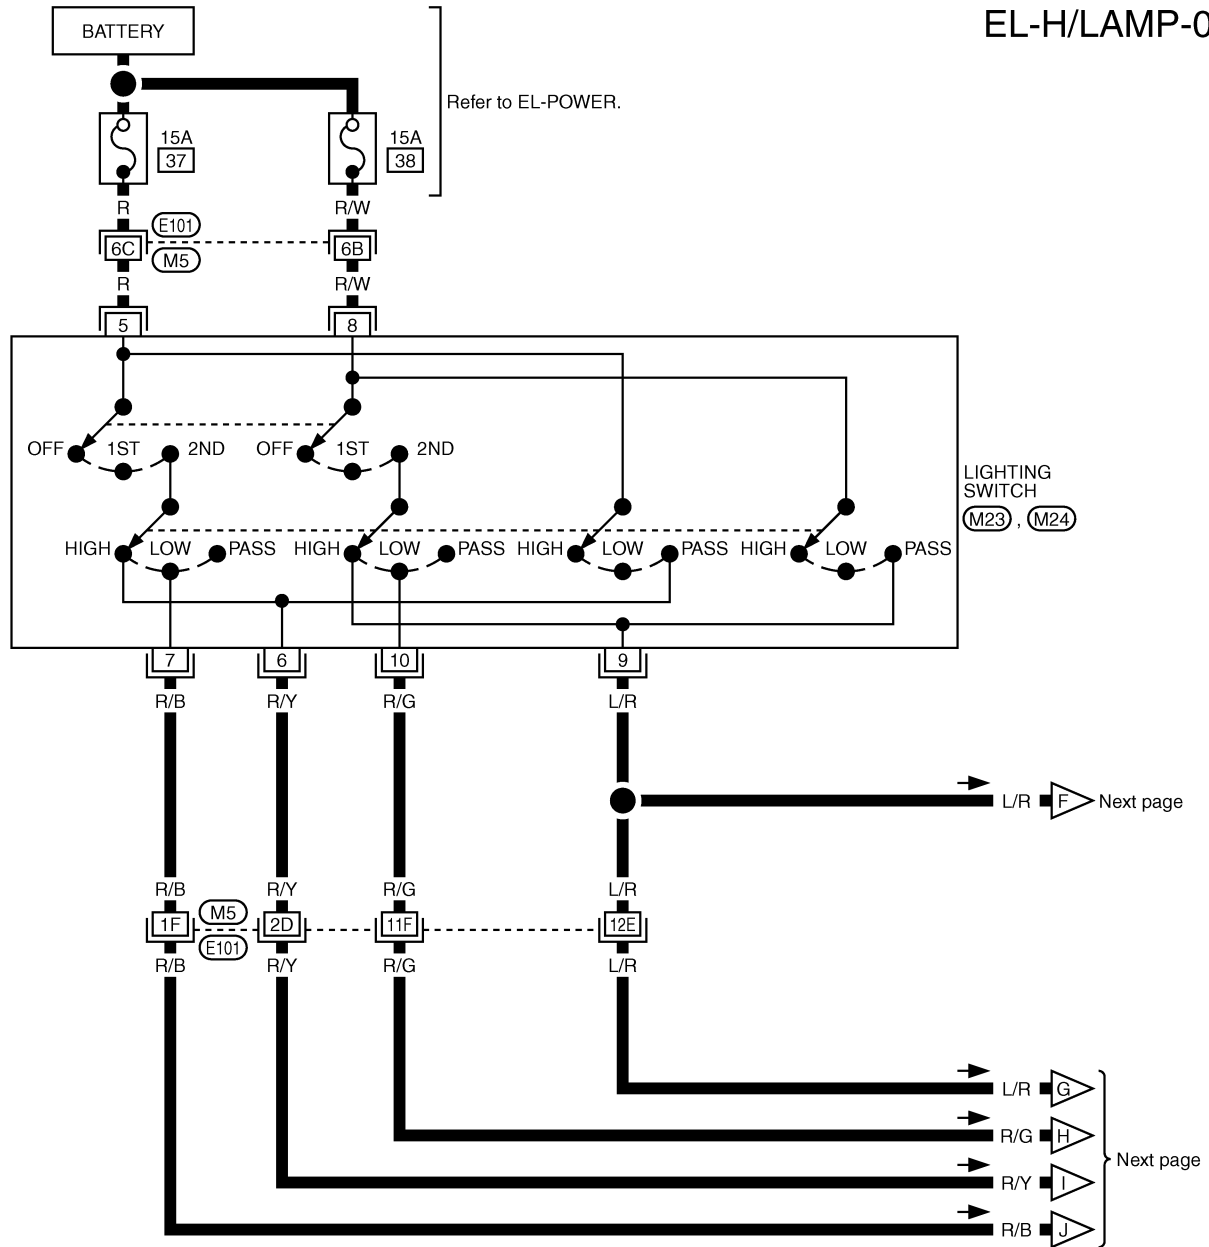 EL-H/LAMP-0
BATTERY
Refer to EL-POWER.
15A
37
15A
38
R
R/W
E101
6C
6B
M5
R
R/W
5
8
OFF 1ST 2ND
OFF 1ST 2ND
LIGHTING
SWITCH
M23 , M24
HIGH LOW PASS
HIGH LOW PASS
HIGH LOW PASS
HIGH LOW PASS
7
6
10
9
R/B
R/Y
R/G
L/R
L/R
F
Next page
R/B
R/Y
R/G
L/R
M5
1F
2D
11F
12E
E101
R/B
R/Y
R/G
L/R
L/R
G
R/G
H
Next page
R/Y
I
R/B
J